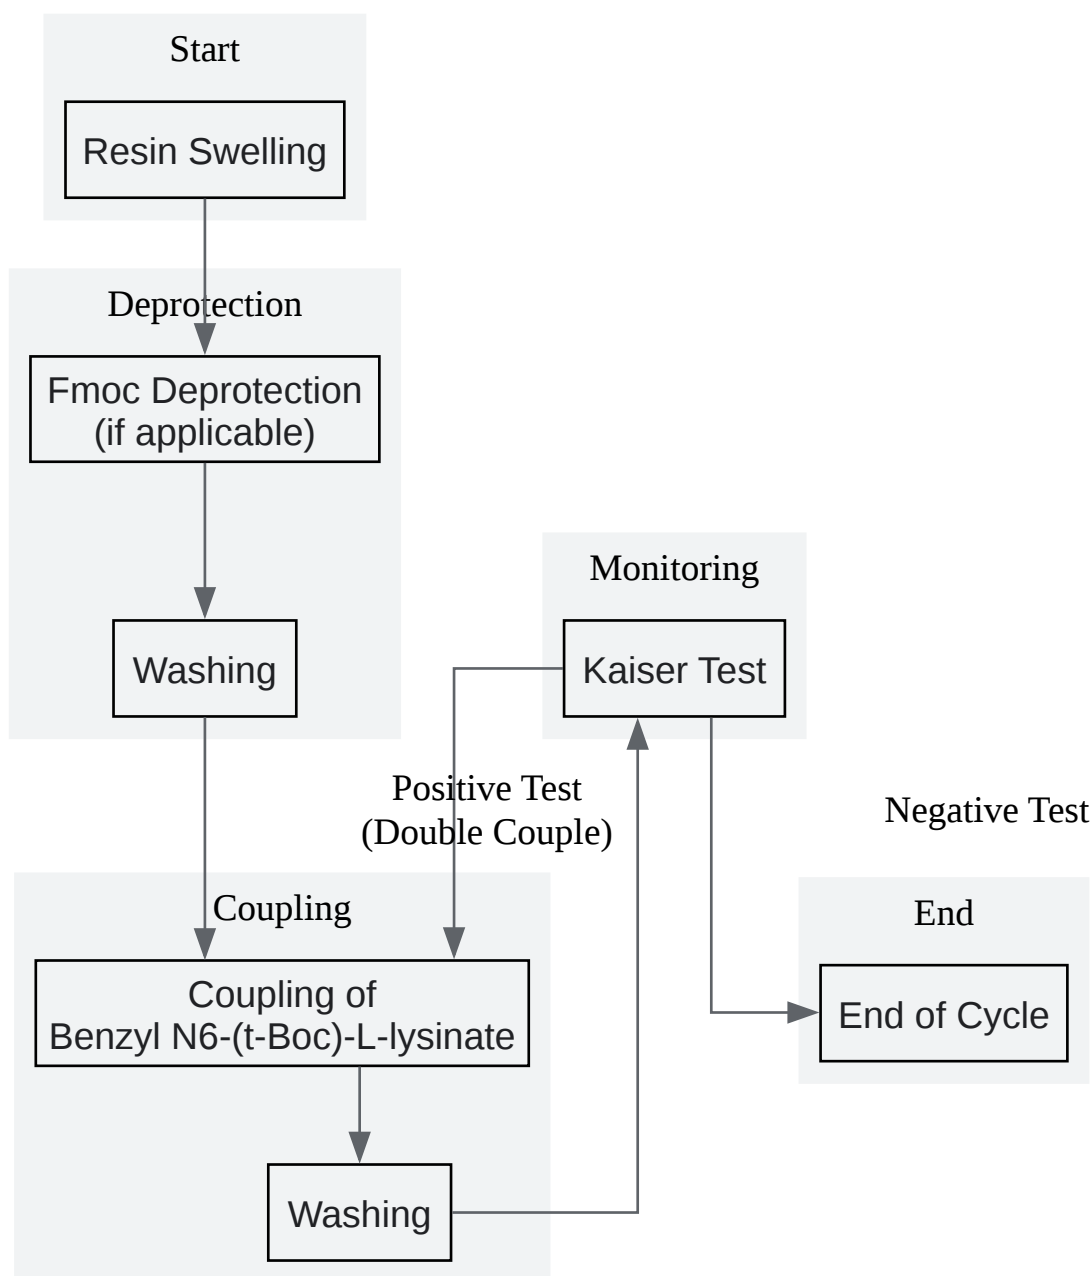 Start
Resin Swelling
Deprotection
Fmoc Deprotection
(if applicable)
Washing
Monitoring
Kaiser Test
Positive Test
(Double Couple)
Negative Test
Coupling
Coupling of
Benzyl N6-(t-Boc)-L-lysinate
Washing
End
End of Cycle